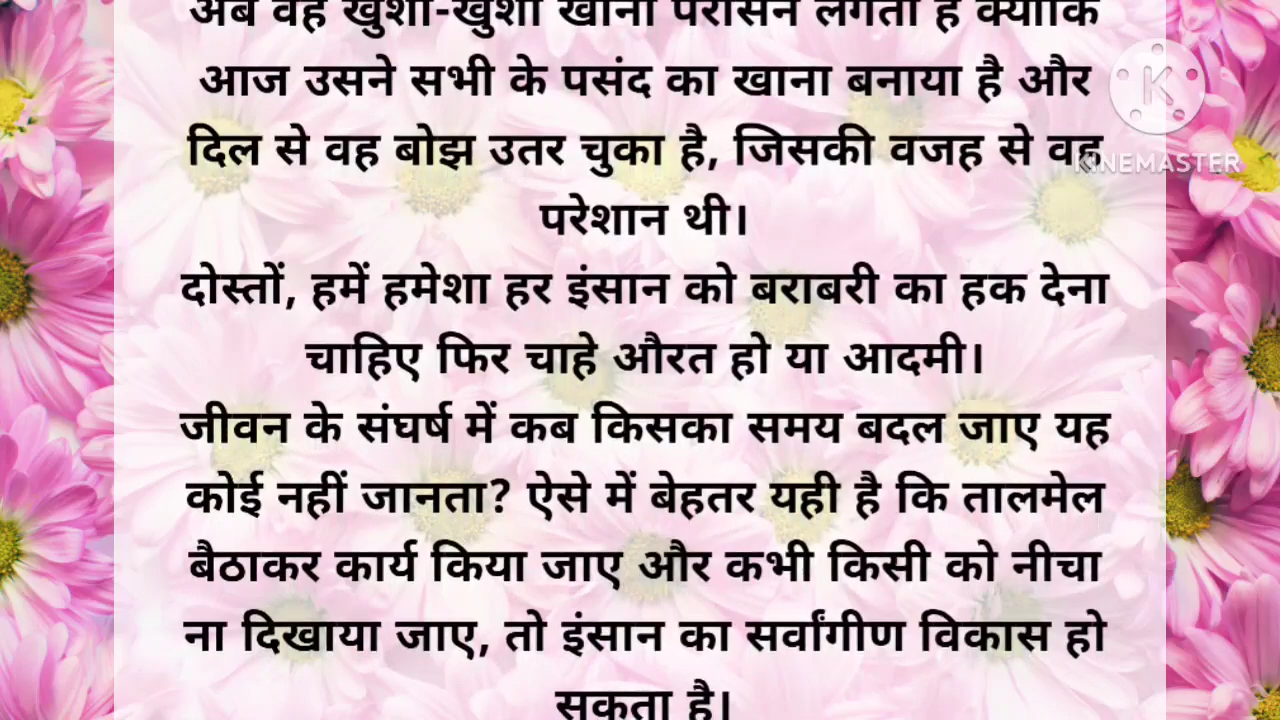 अब वह खुशी-खुशी खाना परोसने लगती है क्योंकि
आज उसने सभी के पसंद का खाना बनाया है और
दिल से वह बोझ उतर चुका है, जिसकी वजह से वह
परेशान थी।
दोस्तों, हमें हमेशा हर इंसान को बराबरी का हक देना
चाहिए फिर चाहे औरत हो या आदमी।
जीवन के संघर्ष में कब किसका समय बदल जाए यह
कोई नहीं जानता? ऐसे में बेहतर यही है कि तालमेल
बैठाकर कार्य किया जाए और कभी किसी को नीचा
ना दिखाया जाए, तो इंसान का सर्वांगीण विकास हो
सकता है।
K
KINEMASTER